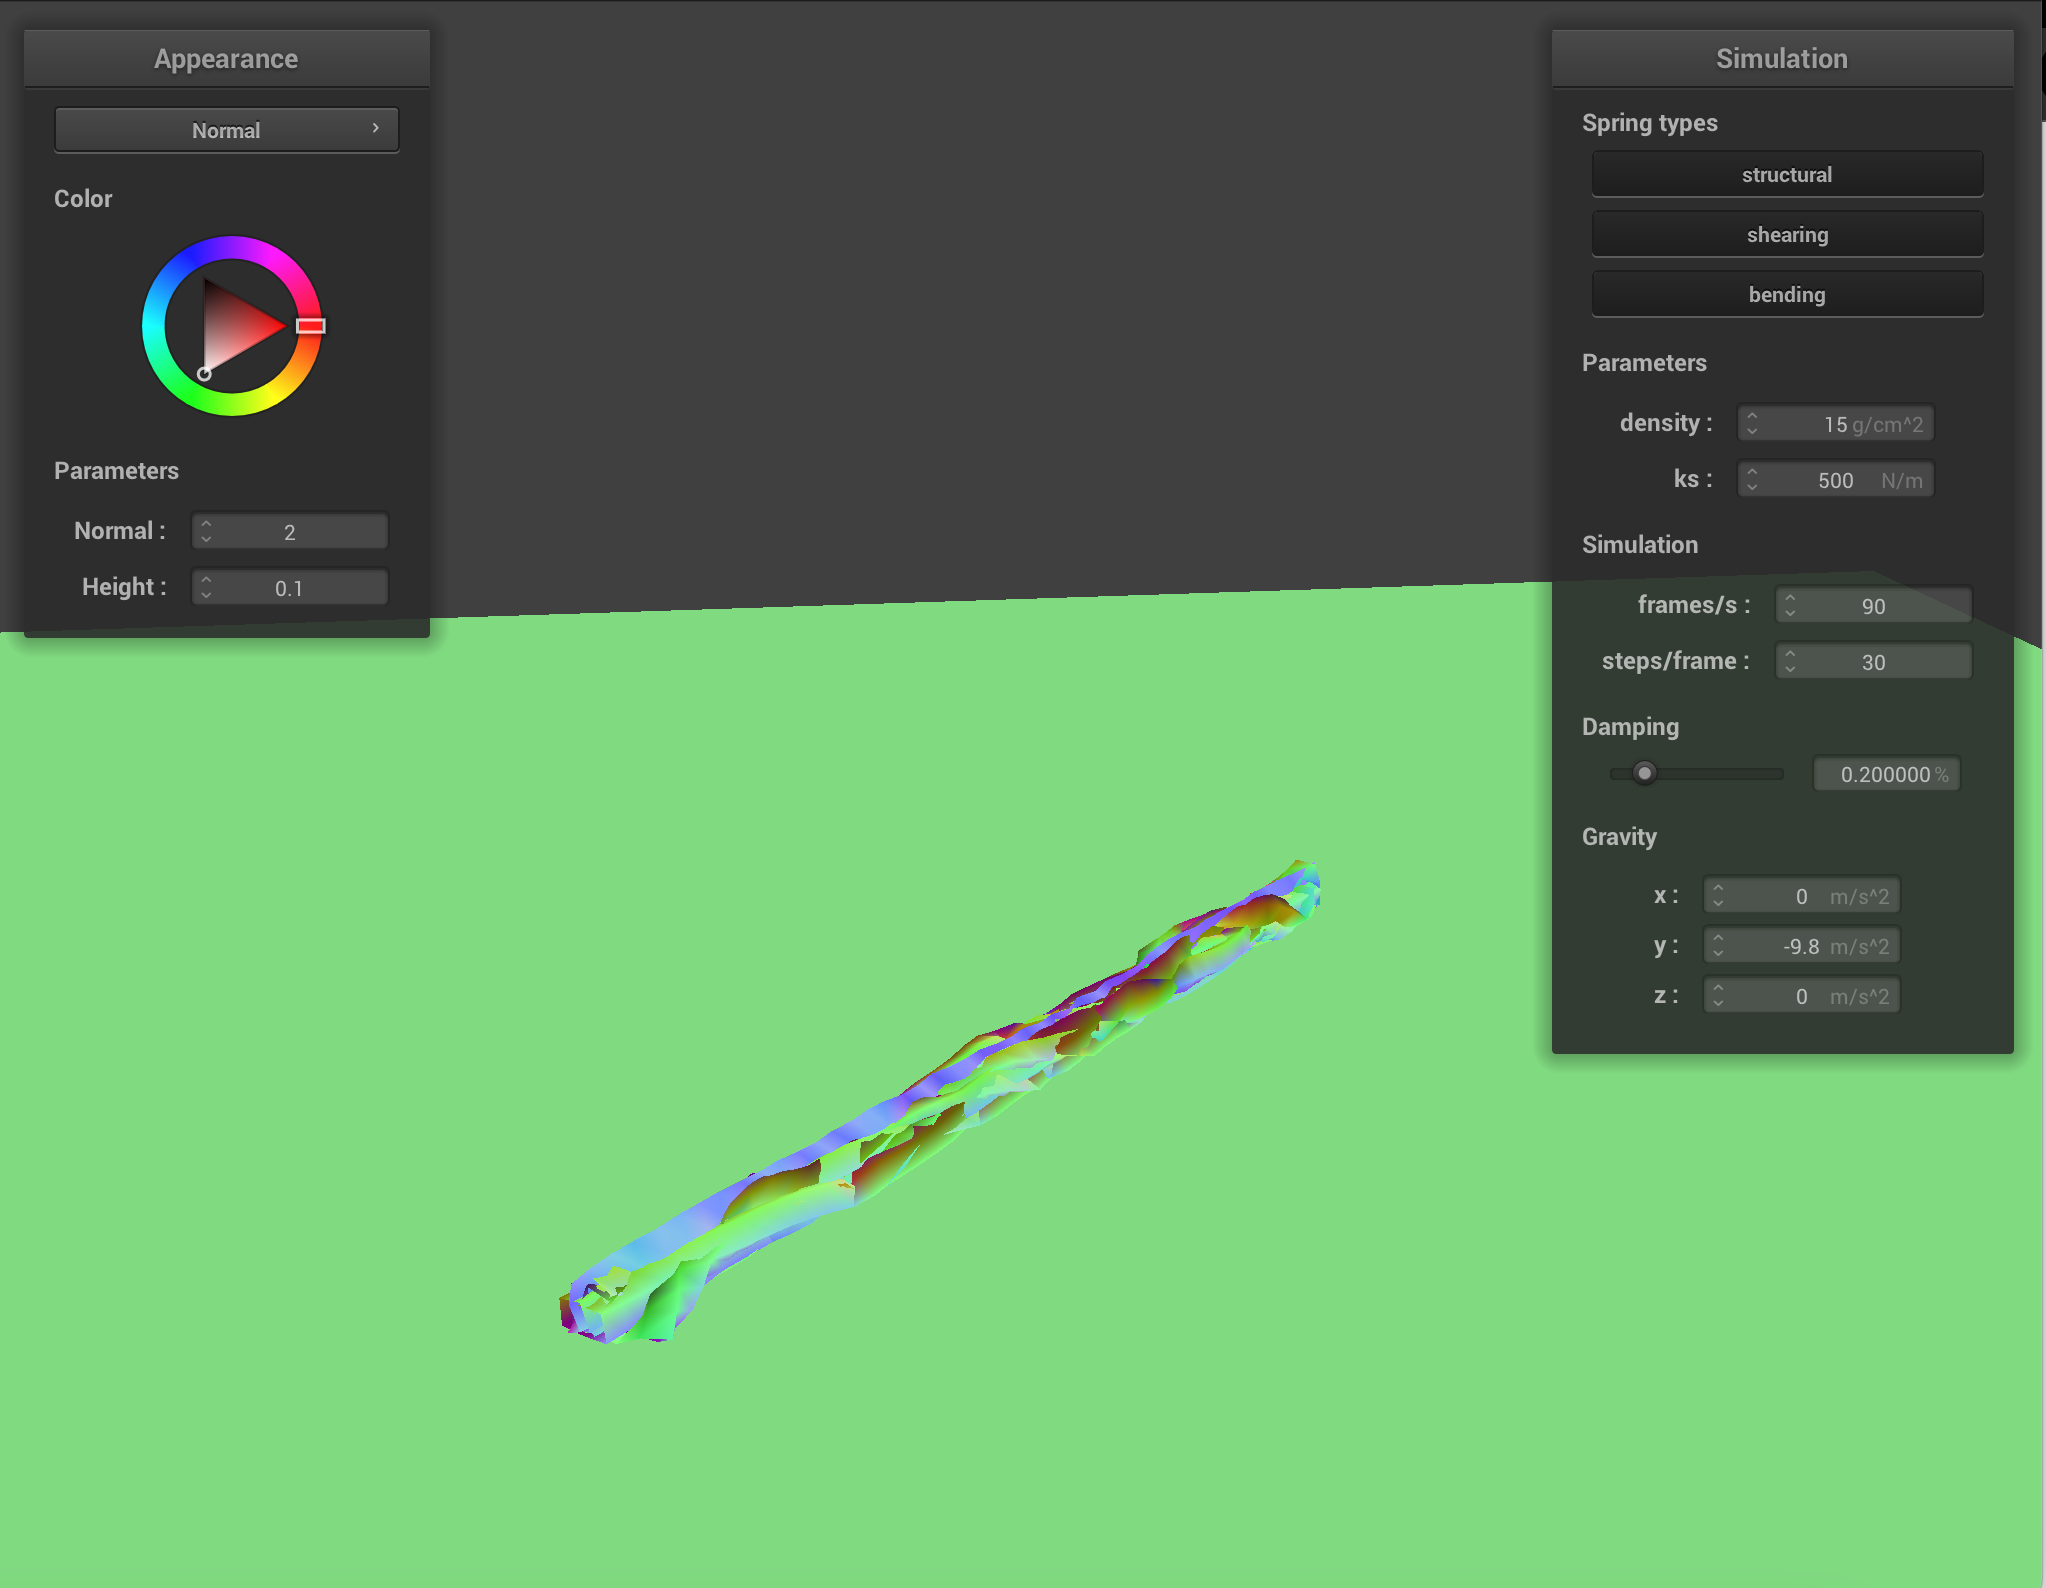 Appearance
Normal
Color
Parameters
Normal : 2
Height : 0.1
Simulation
Spring types
structural
shearing
bending
Parameters
density : 15 g/cm^2
ks : 500 N/m
Simulation
frames/s : 90
steps/frame : 30
Damping
0.200000 %
Gravity
x : 0 m/s^2
y : -9.8 m/s^2
z : 0 m/s^2